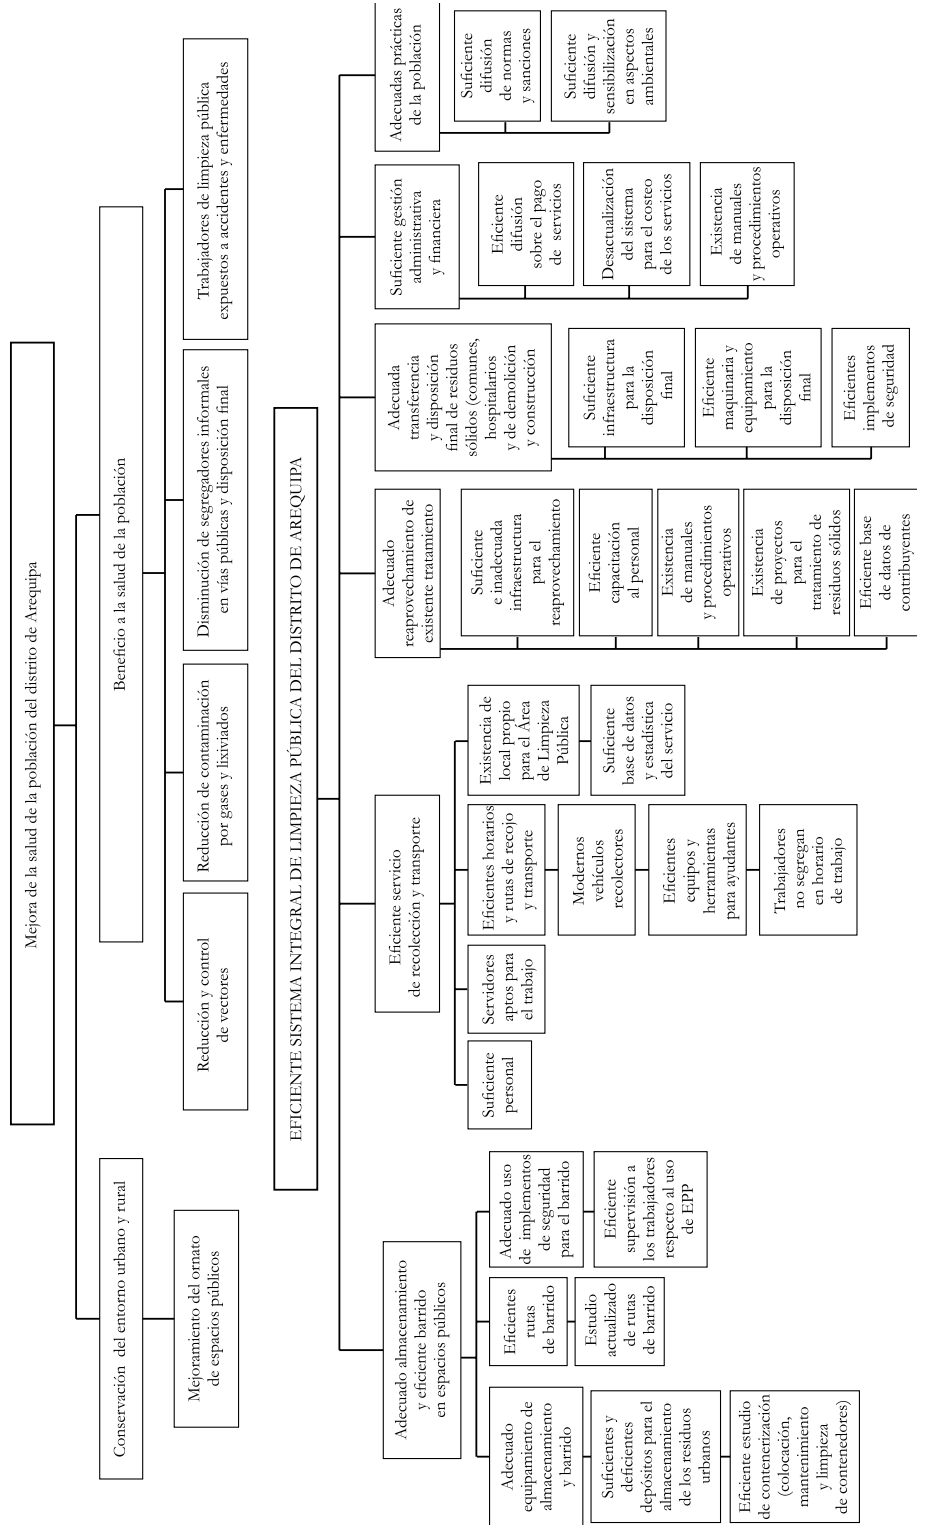 Mejora de la salud de la población del distrito de Arequipa
Conservación del entorno urbano y rural
Beneficio a la salud de la población
Mejoramiento del ornato
de espacios públicos
Reducción y control
de vectores
Reducción de contaminación
por gases y lixiviados
Disminución de segregadores informales
en vías públicas y disposición final
Trabajadores de limpieza pública
expuestos a accidentes y enfermedades
EFICIENTE SISTEMA INTEGRAL DE LIMPIEZA PÚBLICA DEL DISTRITO DE AREQUIPA
Adecuado almacenamiento
y eficiente barrido
en espacios públicos
Adecuado
equipamiento de
almacenamiento
y barrido
Suficientes y
deficientes
depósitos para el
almacenamiento
de los residuos
urbanos
Eficiente estudio
de contenerización
(colocación,
mantenimiento
y limpieza
de contenedores)
Eficientes
rutas
de barrido
Estudio
actualizado
de rutas
de barrido
Adecuado uso
de implementos
de seguridad
para el barrido
Eficiente
supervisión a
los trabajadores
respecto al uso
de EPP
Eficiente servicio
de recolección y transporte
Suficiente
personal
Servidores
aptos para
el trabajo
Eficientes horarios
y rutas de recojo
y transporte
Modernos
vehículos
recolectores
Eficientes
equipos y
herramientas
para ayudantes
Trabajadores
no segregan
en horario
de trabajo
Existencia de
local propio
para el Área
de Limpieza
Pública
Suficiente
base de datos
y estadística
del servicio
Adecuado
reaprovechamiento de
existente tratamiento
Suficiente
e inadecuada
infraestructura
para el
reaprovechamiento
Eficiente
capacitación
al personal
Existencia
de manuales
y procedimientos
operativos
Existencia
de proyectos
para el
tratamiento de
residuos sólidos
Eficiente base
de datos de
contribuyentes
Adecuada
transferencia
y disposición
final de residuos
sólidos (comunes,
hospitalarios
y de demolición
y construcción
Suficiente
infraestructura
para la
disposición
final
Eficiente
maquinaria y
equipamiento
para la
disposición
final
Eficientes
implementos
de seguridad
Suficiente gestión
administrativa
y financiera
Eficiente
difusión
sobre el pago
de servicios
Desactualización
del sistema
para el costeo
de los servicios
Existencia
de manuales
y procedimientos
operativos
Adecuadas prácticas
de la población
Suficiente
difusión
de normas
y sanciones
Suficiente
difusión y
sensibilización
en aspectos
ambientales